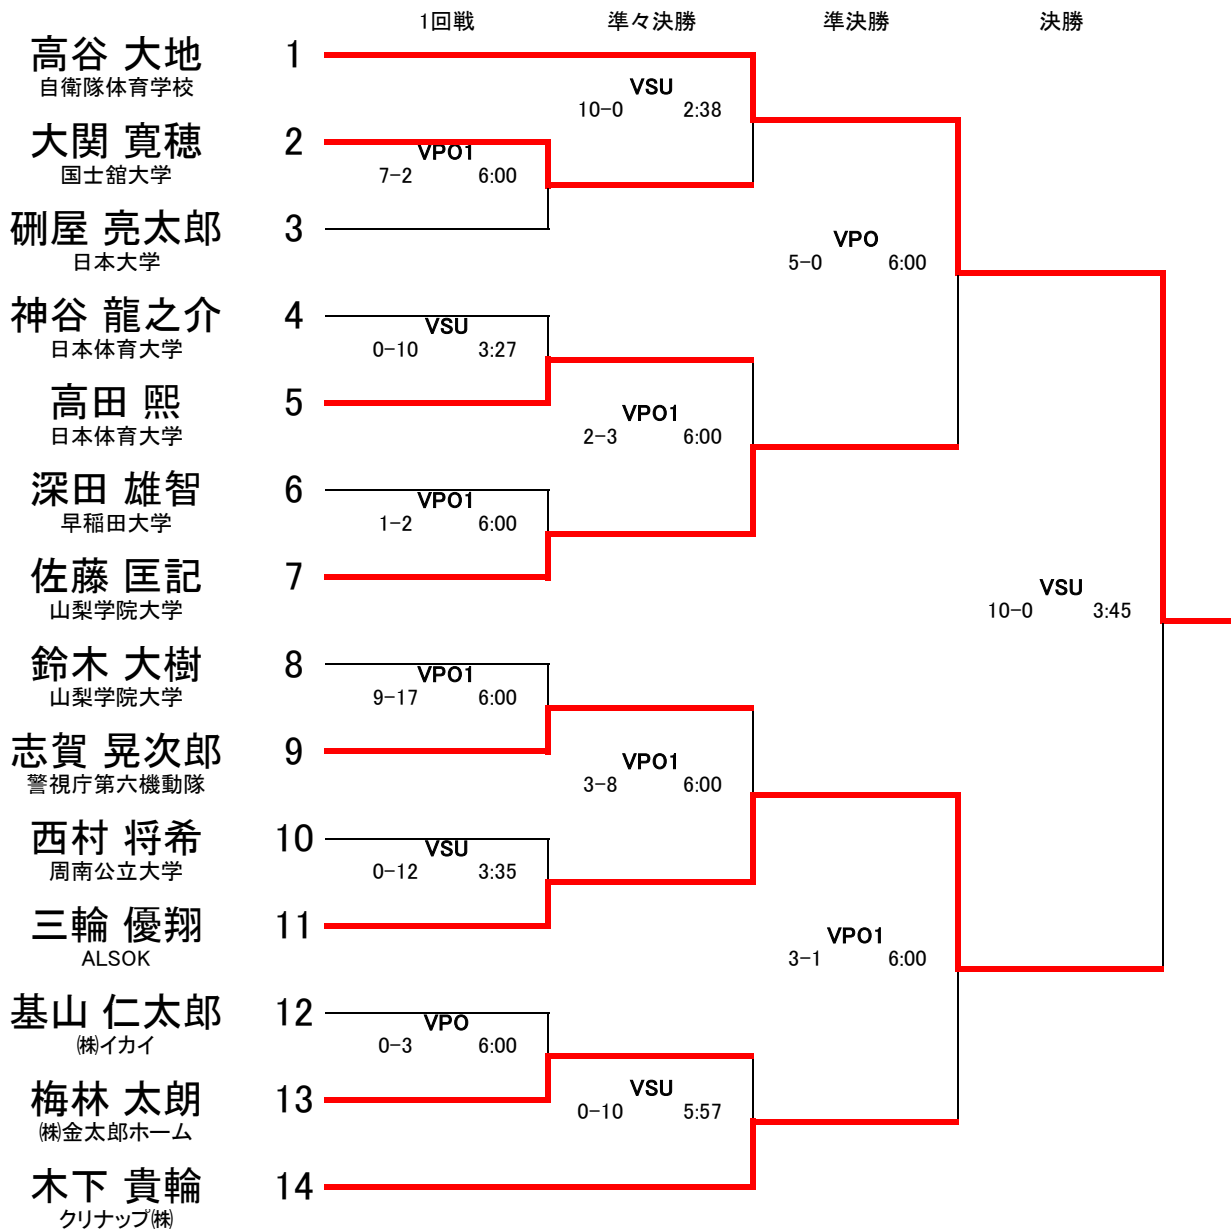 1回戦 準々決勝 準決勝 決勝
高谷 大地 1
自衛隊体育学校
VSU
10-0 2:38
大関 寛穂 2
国士舘大学
VPO1
7-2 6:00
硎屋 亮太郎 3
日本大学
VPO
5-0 6:00
神谷 龍之介 4
日本体育大学
VSU
0-10 3:27
高田 煕 5
日本体育大学
VPO1
2-3 6:00
深田 雄智 6
早稲田大学
VPO1
1-2 6:00
佐藤 匡記 7
山梨学院大学
VSU
10-0 3:45
鈴木 大樹 8
山梨学院大学
VPO1
9-17 6:00
志賀 晃次郎 9
警視庁第六機動隊
VPO1
3-8 6:00
西村 将希 10
周南公立大学
VSU
0-12 3:35
三輪 優翔 11
ALSOK
VPO1
3-1 6:00
基山 仁太郎 12
㈱イカイ
VPO
0-3 6:00
梅林 太朗 13
㈱金太郎ホーム
VSU
0-10 5:57
木下 貴輪 14
クリナップ㈱